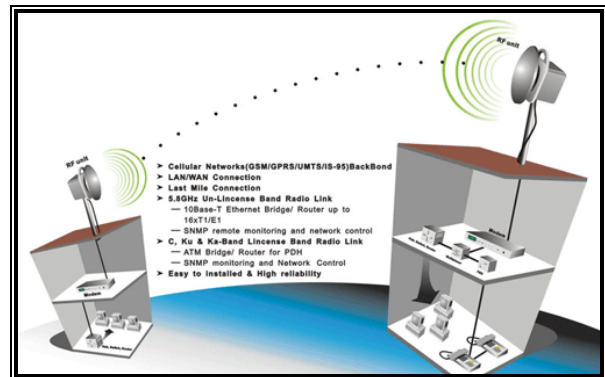 RF unit
RF unit
➤ Cellular Networks(GSM/GPRS/UMTS/IS-95)BackBond
➤ LAN/WAN Connection
➤ Last Mile Connection
➤ 5.8GHz Un-Lincense Band Radio Link
— 10Base-T Ethernet Bridge/ Router up to
16xT1/E1
— SNMP remote monitoring and network control
➤ C, Ku & Ka-Band Lincense Band Radio Link
— ATM Bridge/ Router for PDH
— SNMP monitoring and Network Control
➤ Easy to installed & High reliability
Modem
Modem